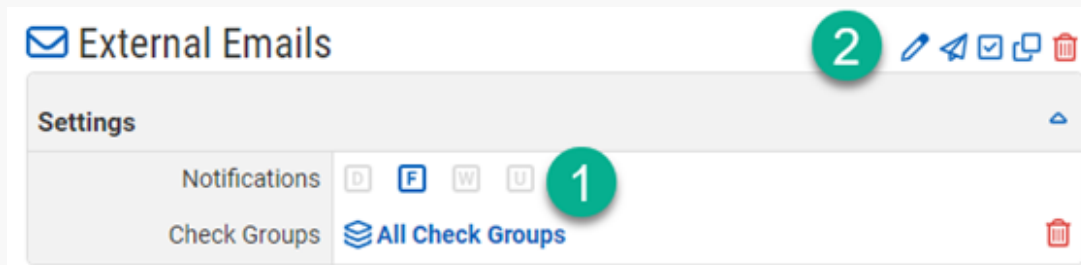 External Emails 2
Settings
Notifications D F W U 1
Check Groups All Check Groups